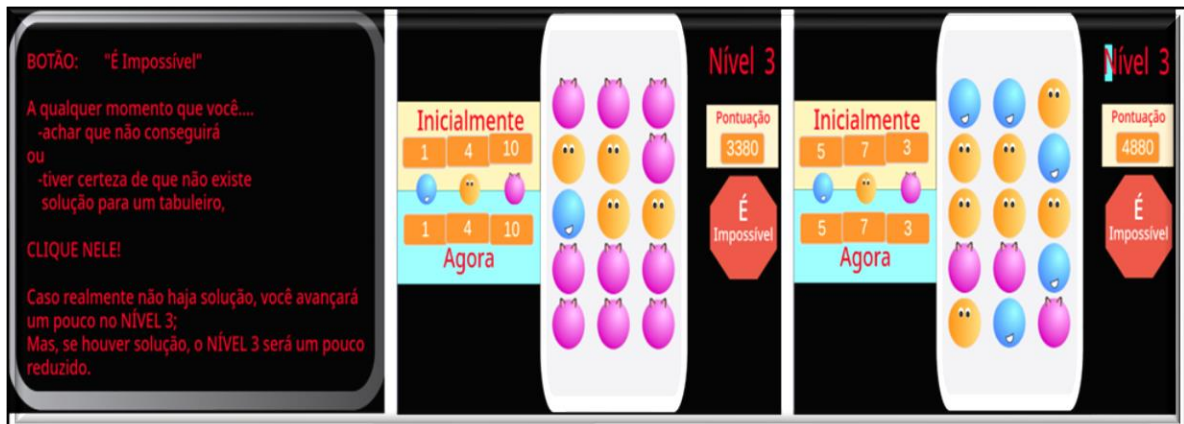 BOTÃO: "É Impossível"
A qualquer momento que você....
-achar que não conseguirá
ou
-tiver certeza de que não existe
solução para um tabuleiro,
CLIQUE NELE!
Caso realmente não haja solução, você avançará
um pouco no NÍVEL 3;
Mas, se houver solução, o NÍVEL 3 será um pouco
reduzido.
Inicialmente
1 4 10
1 4 10
Agora
Nível 3
Pontuação
3380
É
Impossível
Inicialmente
5 7 3
5 7 3
Agora
Nível 3
Pontuação
4880
É
Impossível